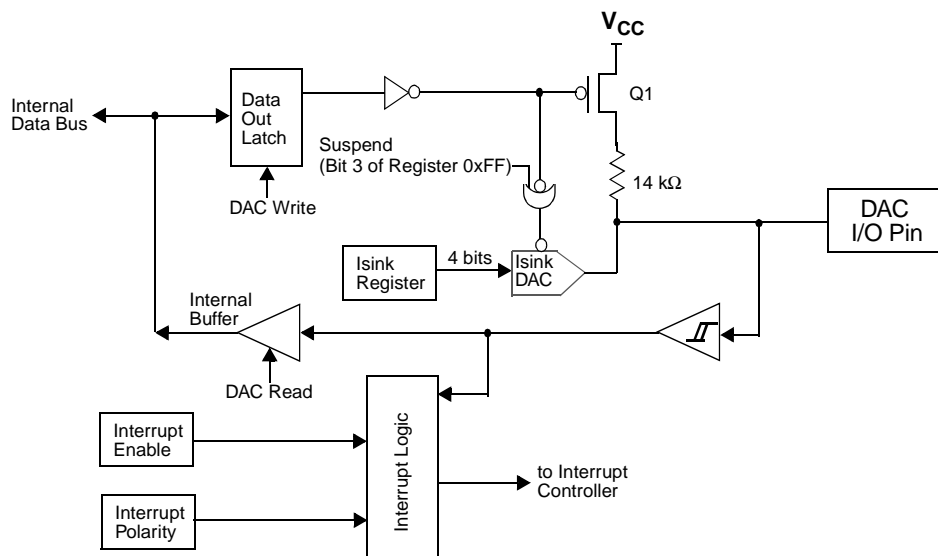 VCC
Internal
Data Bus
Data
Out
Latch
Q1
Suspend
(Bit 3 of Register 0xFF)
14 kΩ
DAC Write
DAC
I/O Pin
4 bits
Isink
Register
Isink
DAC
Internal
Buffer
DAC Read
Interrupt
Enable
Interrupt Logic
to Interrupt
Controller
Interrupt
Polarity